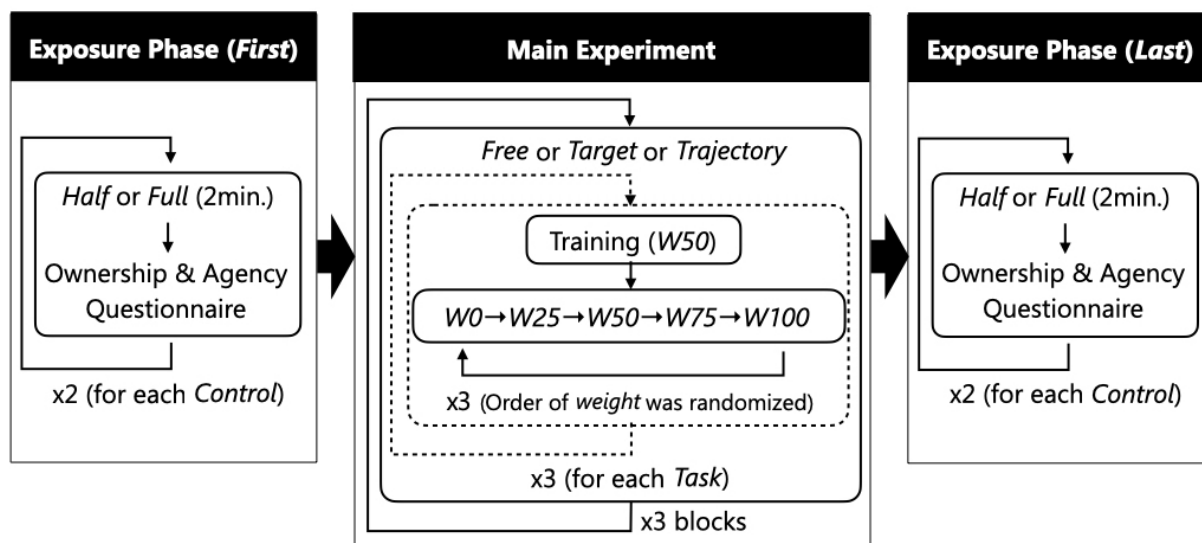 Exposure Phase (First)
Half or Full (2min.)
Ownership & Agency
Questionnaire
x2 (for each Control)
Main Experiment
Free or Target or Trajectory
Training (W50)
W0→W25→W50→W75→W100
x3 (Order of weight was randomized)
x3 (for each Task)
x3 blocks
Exposure Phase (Last)
Half or Full (2min.)
Ownership & Agency
Questionnaire
x2 (for each Control)